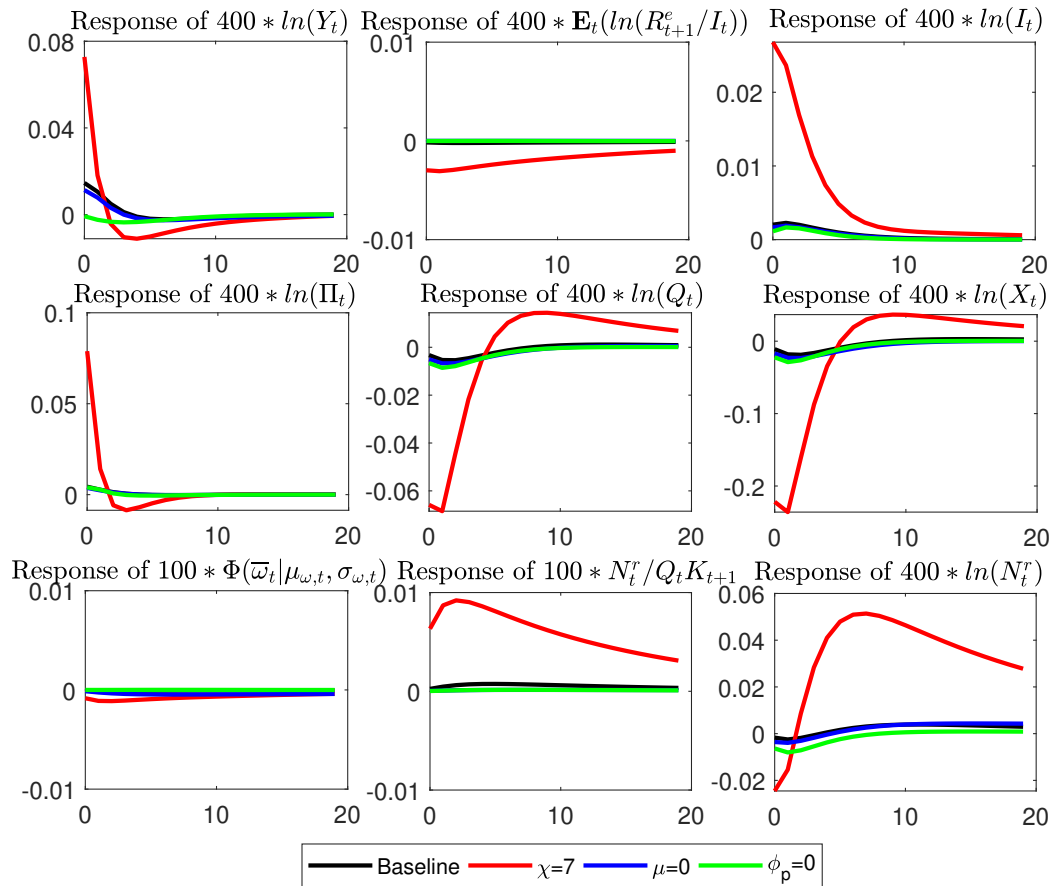 Response of 400 ∗ ln(Y_t)
Response of 400 ∗ E_t(ln(R^e_{t+1}/I_t))
Response of 400 ∗ ln(I_t)
0.08
0.04
0
0 10 20
0.01
0
-0.01
0 10 20
0.02
0.01
0
0 10 20
Response of 400 ∗ ln(Π_t)
Response of 400 ∗ ln(Q_t)
Response of 400 ∗ ln(X_t)
0.1
0.05
0
0 10 20
0
-0.02
-0.04
-0.06
0 10 20
0
-0.1
-0.2
0 10 20
Response of 100 ∗ Φ(ω̅_t|μ_{ω,t}, σ_{ω,t})
Response of 100 ∗ N^r_t/Q_tK_{t+1}
Response of 400 ∗ ln(N^r_t)
0.01
0
-0.01
0 10 20
0.01
0
-0.01
0 10 20
0.06
0.04
0.02
0
-0.02
0 10 20
Baseline χ=7 μ=0 ϕ_p=0